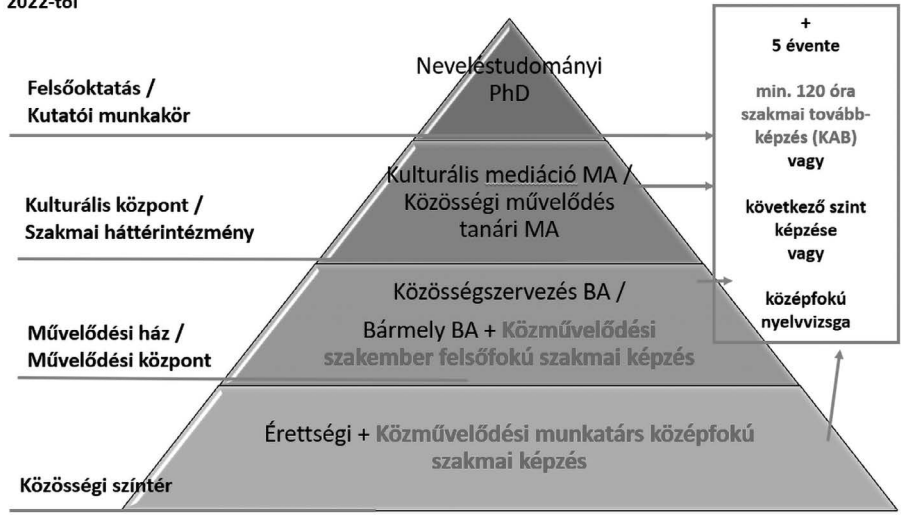 2022-től
Felsőoktatás /
Kutatói munkakör
Neveléstudományi
PhD
Kulturális központ /
Szakmai háttérintézmény
Kulturális mediáció MA /
Közösségi művelődés
tanári MA
Művelődési ház /
Művelődési központ
Közösségszervezés BA /
Bármely BA + Közművelődési
szakember felsőfokú szakmai képzés
Közösségi színtér
Érettségi + Közművelődési munkatárs középfokú
szakmai képzés
+
5 évente
min. 120 óra
szakmai tovább-
képzés (KAB)
vagy
következő szint
képzése
vagy
középfokú
nyelvvizsga